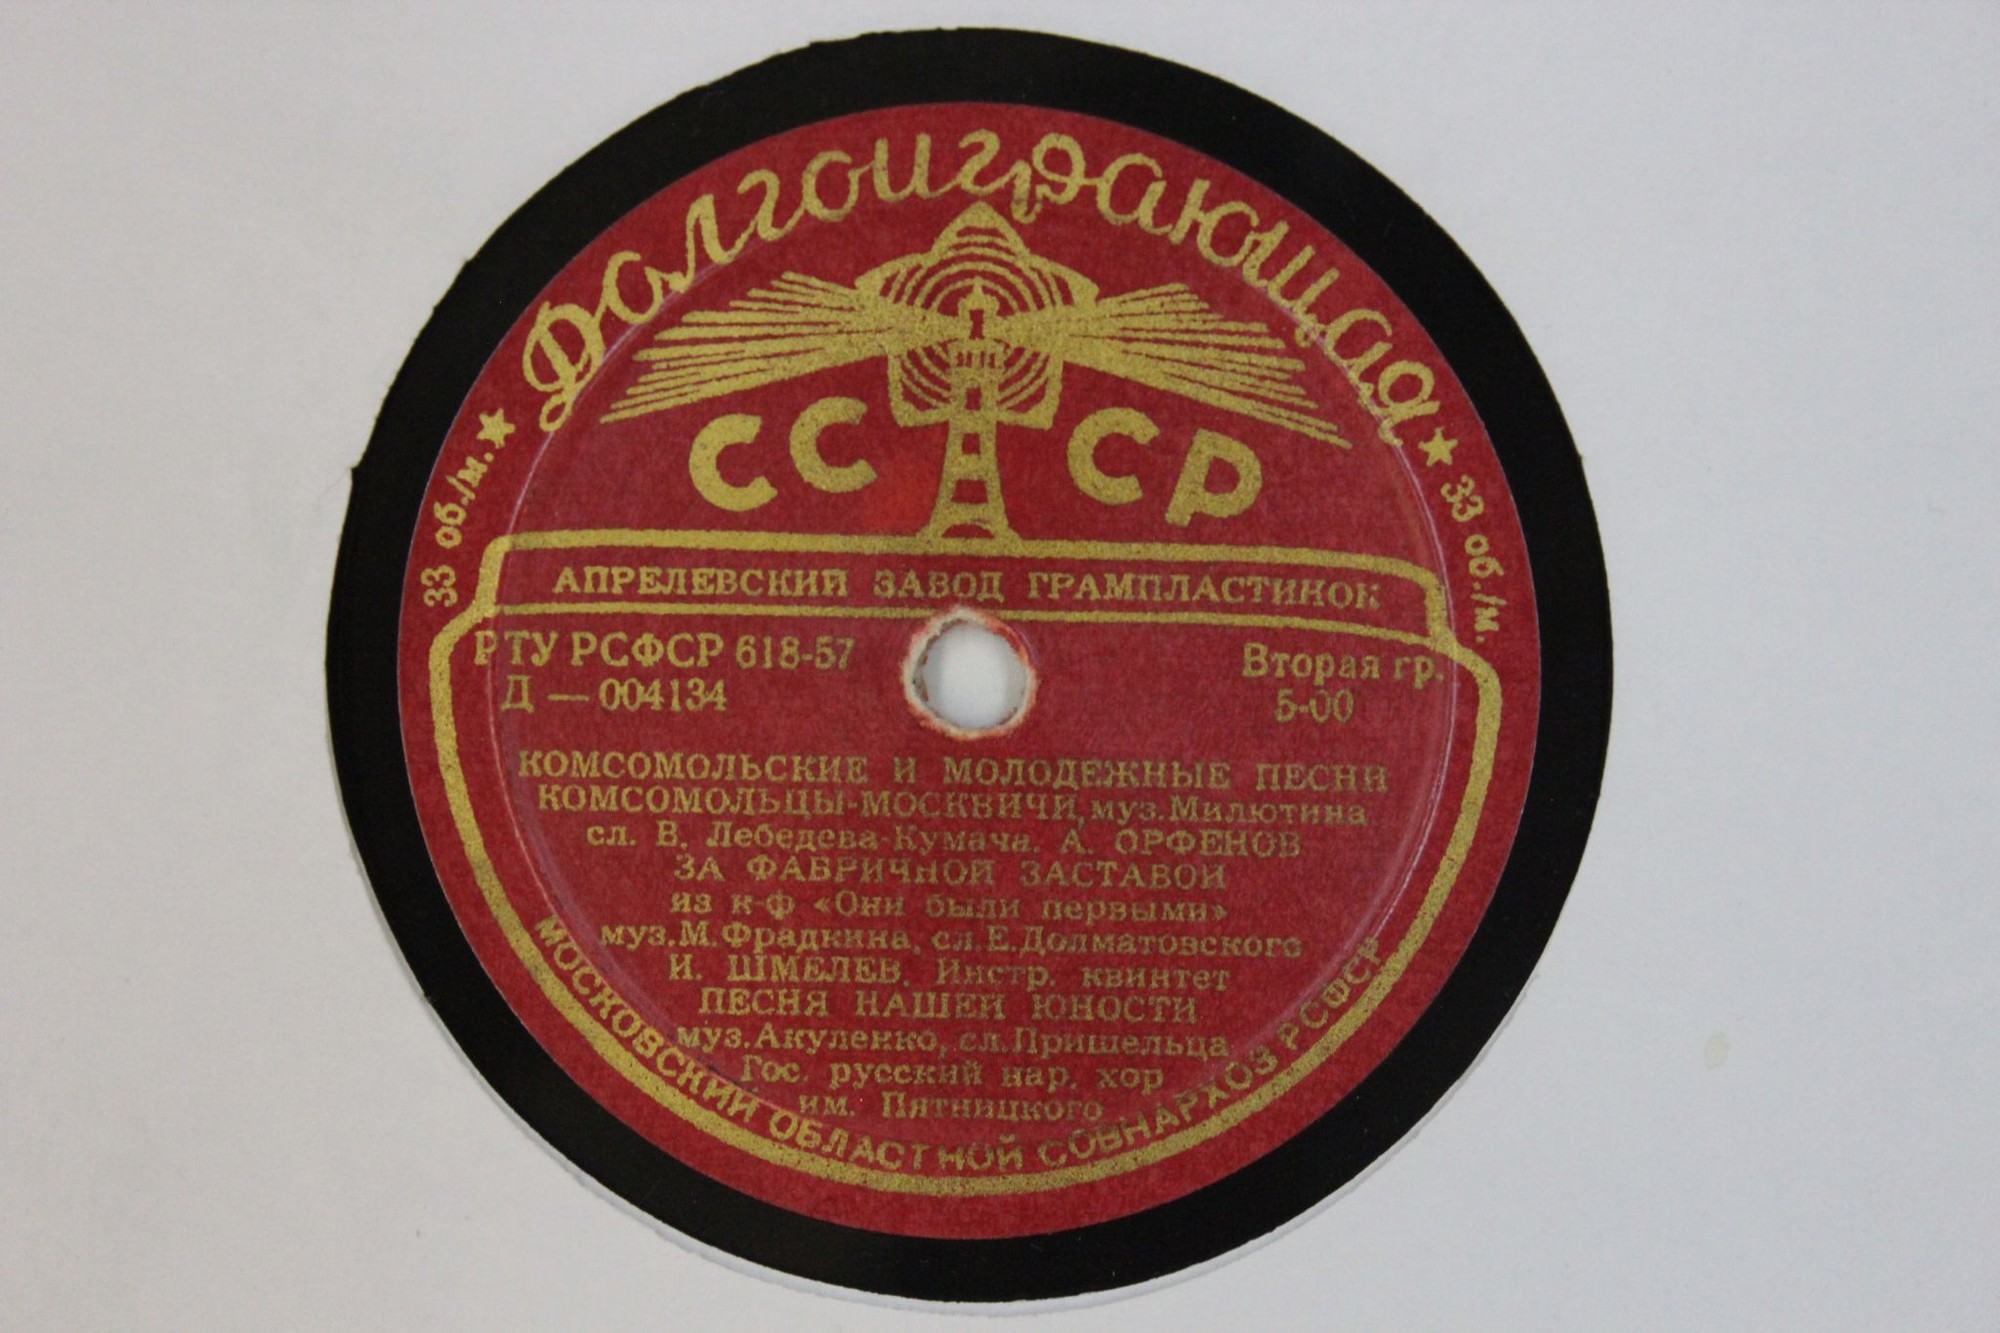 Долгоиграющая
33 об./м. ★
★ 33 об./м.
СССР
АПРЕЛЕВСКИЙ ЗАВОД ГРАМПЛАСТИНОК
РТУ РСФСР 618-57
Д — 004134
Вторая гр.
5-00
КОМСОМОЛЬСКИЕ И МОЛОДЕЖНЫЕ ПЕСНИ
КОМСОМОЛЬЦЫ-МОСКВИЧИ, муз. Милютина
сл. В. Лебедева-Кумача. А. ОРФЕНОВ
ЗА ФАБРИЧНОЙ ЗАСТАВОЙ
из к-ф «Они были первыми»
муз. М. Фрадкина, сл. Е. Долматовского
И. ШМЕЛЕВ. Инстр. квинтет
ПЕСНЯ НАШЕЙ ЮНОСТИ
муз. Акуленко, сл. Пришельца
Гос. русский нар. хор
им. Пятницкого
МОСКОВСКИЙ ОБЛАСТНОЙ СОВНАРХОЗ РСФСР